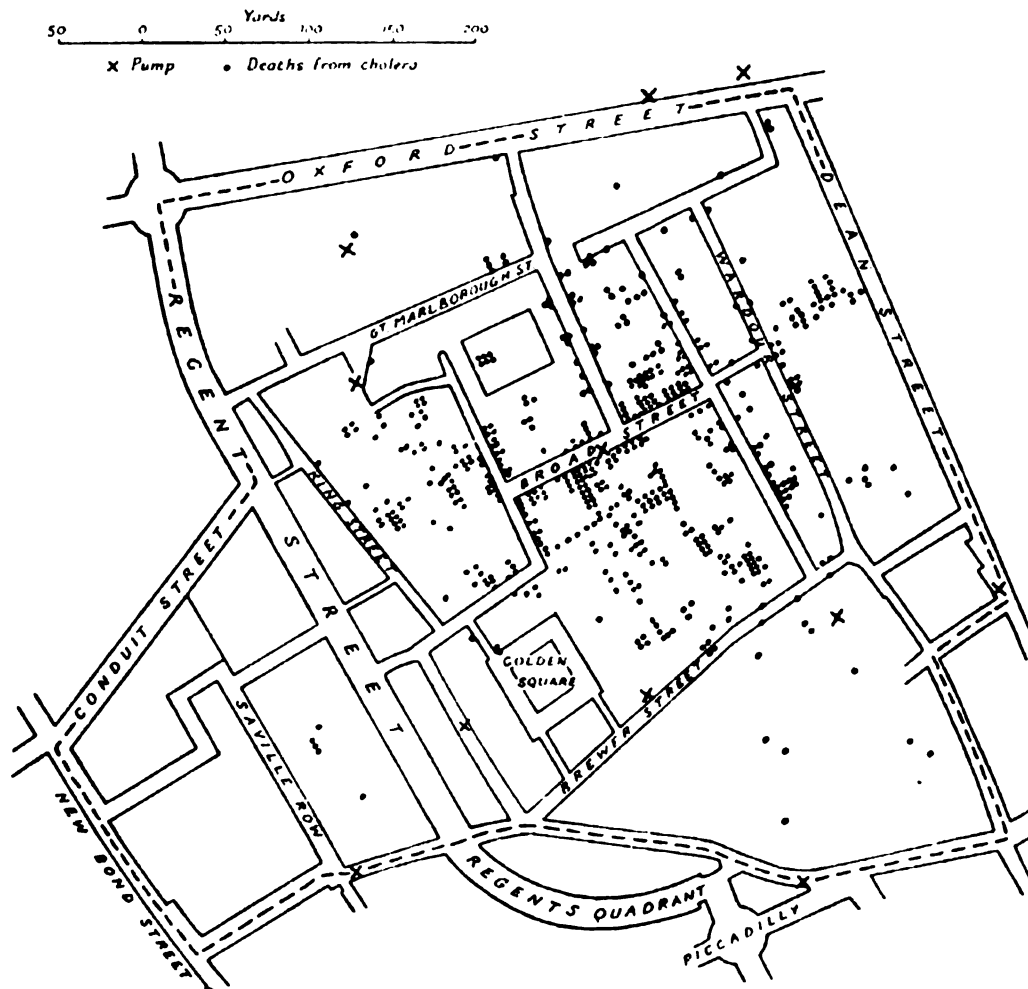 Yards
50 0 50 100 150 200
× Pump • Deaths from cholera
OXFORD STREET
DEAN STREET
REGENT STREET
GT MARLBOROUGH ST
WARDOUR STREET
BROAD STREET
KING STREET
CONDUIT STREET
GOLDEN
SQUARE
BREWER STREET
SAVILLE ROW
NEW BOND STREET
REGENTS QUADRANT
PICCADILLY